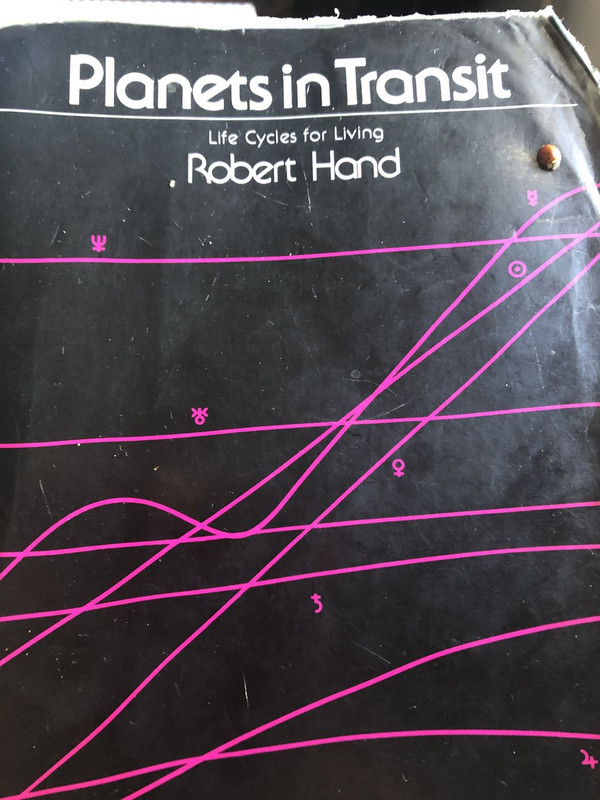 Planets in Transit
Life Cycles for Living
Robert Hand
☿
♆
☉
♅
♀
♄
♃